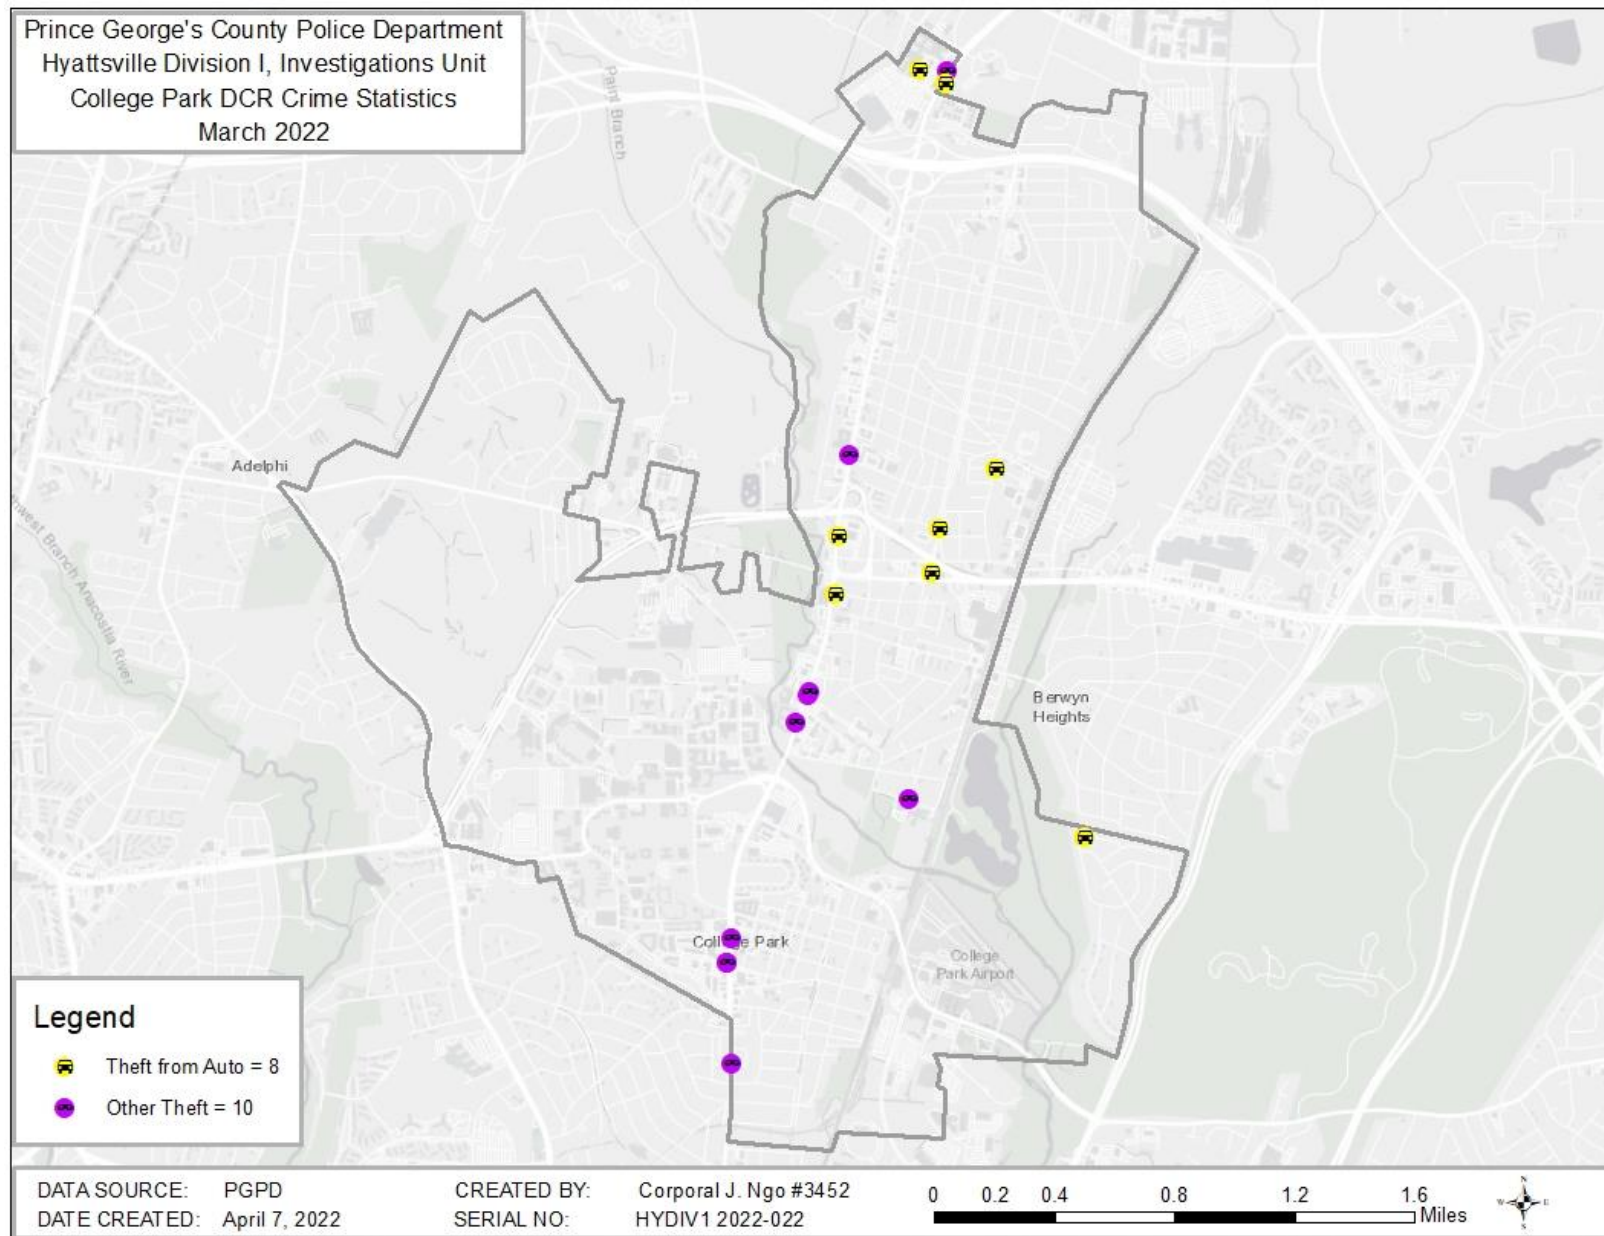 Prince George's County Police Department
Hyattsville Division I, Investigations Unit
College Park DCR Crime Statistics
March 2022
Paint Branch
Adelphi
Branch Anacostia River
Berwyn
Heights
College Park
College
Park Airport
Legend
Theft from Auto = 8
Other Theft = 10
DATA SOURCE: PGPD
DATE CREATED: April 7, 2022
CREATED BY: Corporal J. Ngo #3452
SERIAL NO: HYDIV1 2022-022
0 0.2 0.4 0.8 1.2 1.6
Miles
N
W E
S